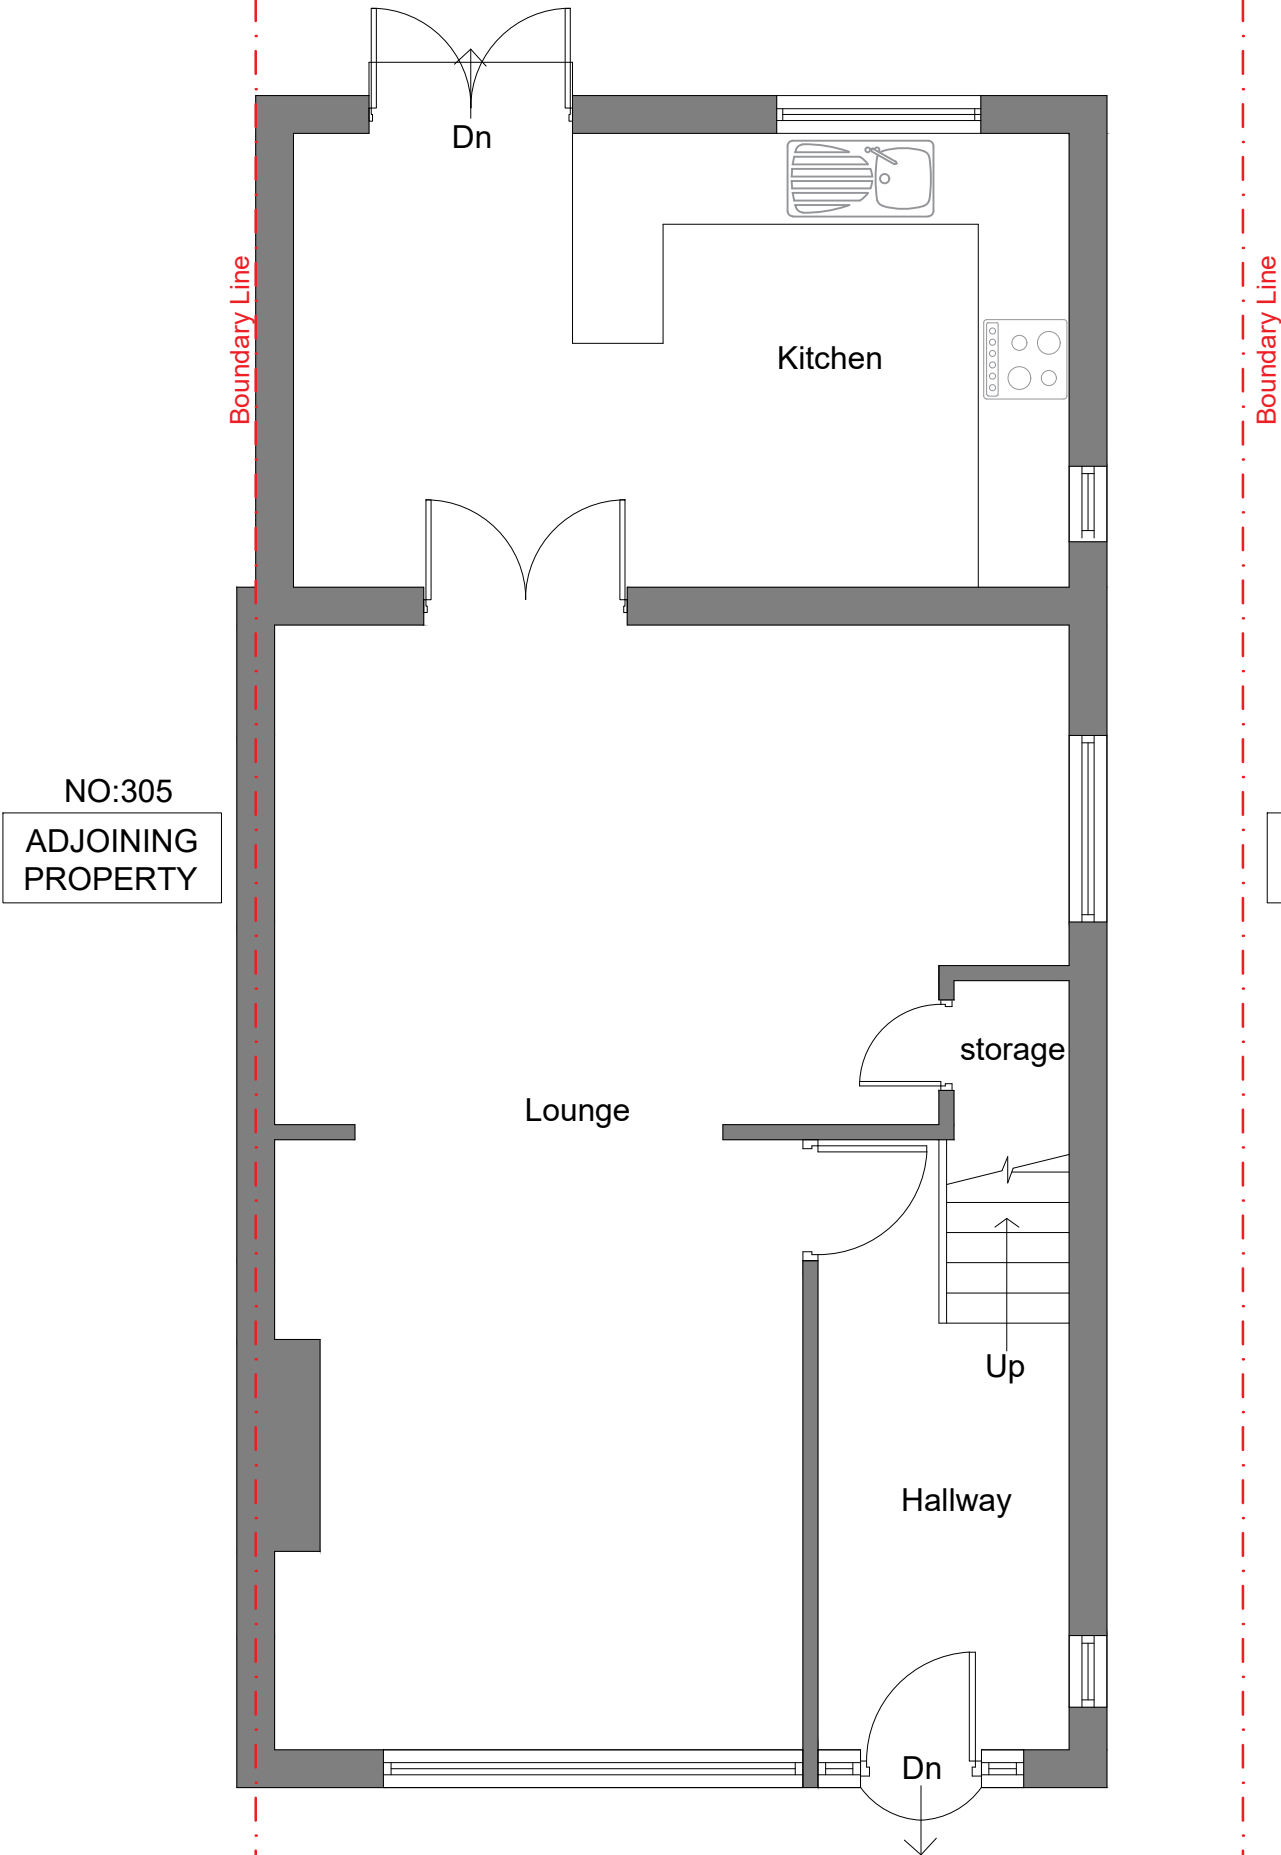 Dn
Boundary Line
Boundary Line
Kitchen
NO:305
ADJOINING
PROPERTY
storage
Lounge
Up
Hallway
Dn